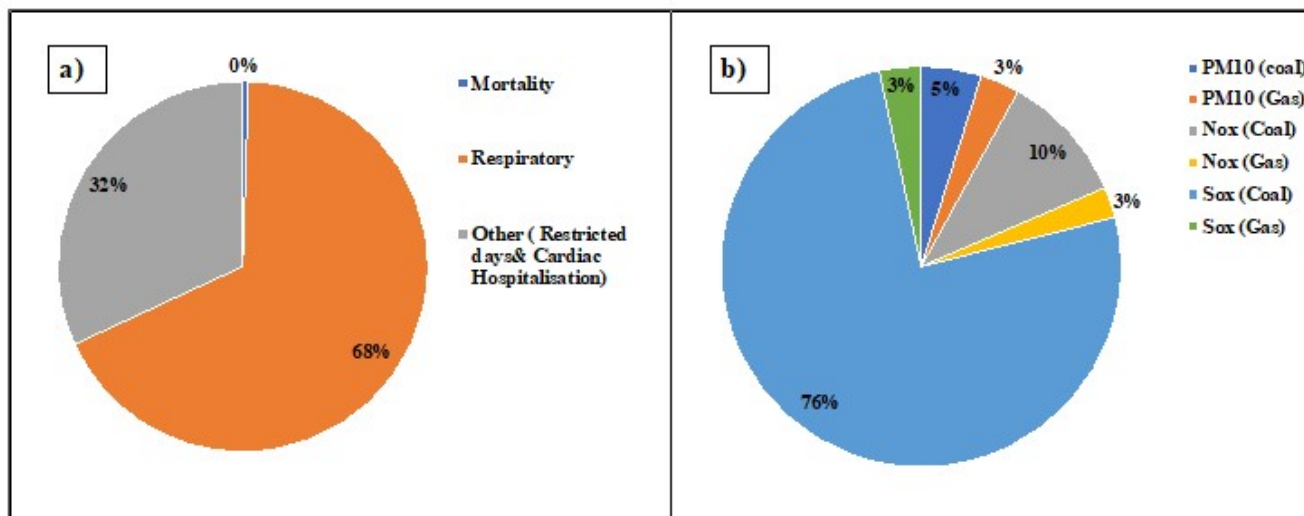 a)
0%
32%
68%
Mortality
Respiratory
Other ( Restricted
days& Cardiac
Hospitalisation)
b)
3%
5%
3%
10%
3%
76%
PM10 (coal)
PM10 (Gas)
Nox (Coal)
Nox (Gas)
Sox (Coal)
Sox (Gas)